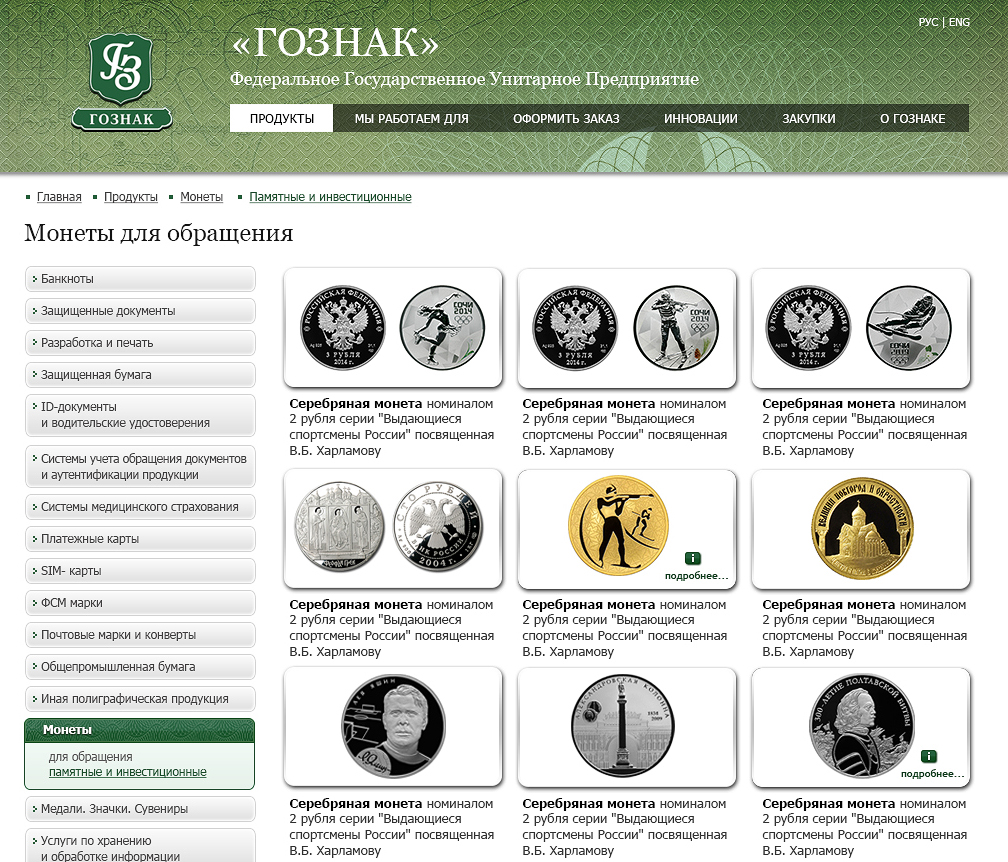 РУС | ENG
«ГОЗНАК»
Федеральное Государственное Унитарное Предприятие
ГОЗНАК
ПРОДУКТЫ
МЫ РАБОТАЕМ ДЛЯ
ОФОРМИТЬ ЗАКАЗ
ИННОВАЦИИ
ЗАКУПКИ
О ГОЗНАКЕ
Главная
Продукты
Монеты
Памятные и инвестиционные
Монеты для обращения
Банкноты
Защищенные документы
Разработка и печать
Защищенная бумага
ID-документы
и водительские удостоверения
Системы учета обращения документов
и аутентификации продукции
Системы медицинского страхования
Платежные карты
SIM- карты
ФСМ марки
Почтовые марки и конверты
Общепромышленная бумага
Иная полиграфическая продукция
Монеты
для обращения
памятные и инвестиционные
Медали. Значки. Сувениры
Услуги по хранению
и обработке информации
РОССИЙСКАЯ ФЕДЕРАЦИЯ
3 РУБЛЯ
2014 г.
СОЧИ
2014
Серебряная монета номиналом
2 рубля серии "Выдающиеся
спортсмены России" посвященная
В.Б. Харламову
РОССИЙСКАЯ ФЕДЕРАЦИЯ
3 РУБЛЯ
2014 г.
СОЧИ
2014
Серебряная монета номиналом
2 рубля серии "Выдающиеся
спортсмены России" посвященная
В.Б. Харламову
РОССИЙСКАЯ ФЕДЕРАЦИЯ
3 РУБЛЯ
2014 г.
СОЧИ
Серебряная монета номиналом
2 рубля серии "Выдающиеся
спортсмены России" посвященная
В.Б. Харламову
СТО РУБЛЕЙ
БАНК РОССИИ
2004 г.
Серебряная монета номиналом
2 рубля серии "Выдающиеся
спортсмены России" посвященная
В.Б. Харламову
i
подробнее...
Серебряная монета номиналом
2 рубля серии "Выдающиеся
спортсмены России" посвященная
В.Б. Харламову
ВЕЛИКИЙ НОВГОРОД И ОКРЕСТНОСТИ
Серебряная монета номиналом
2 рубля серии "Выдающиеся
спортсмены России" посвященная
В.Б. Харламову
ЛЕВ ЯШИН
Серебряная монета номиналом
2 рубля серии "Выдающиеся
спортсмены России" посвященная
В.Б. Харламову
АЛЕКСАНДРОВСКАЯ КОЛОННА
2009
Серебряная монета номиналом
2 рубля серии "Выдающиеся
спортсмены России" посвященная
В.Б. Харламову
300-ЛЕТИЕ ПОЛТАВСКОЙ БИТВЫ
i
подробнее...
Серебряная монета номиналом
2 рубля серии "Выдающиеся
спортсмены России" посвященная
В.Б. Харламову